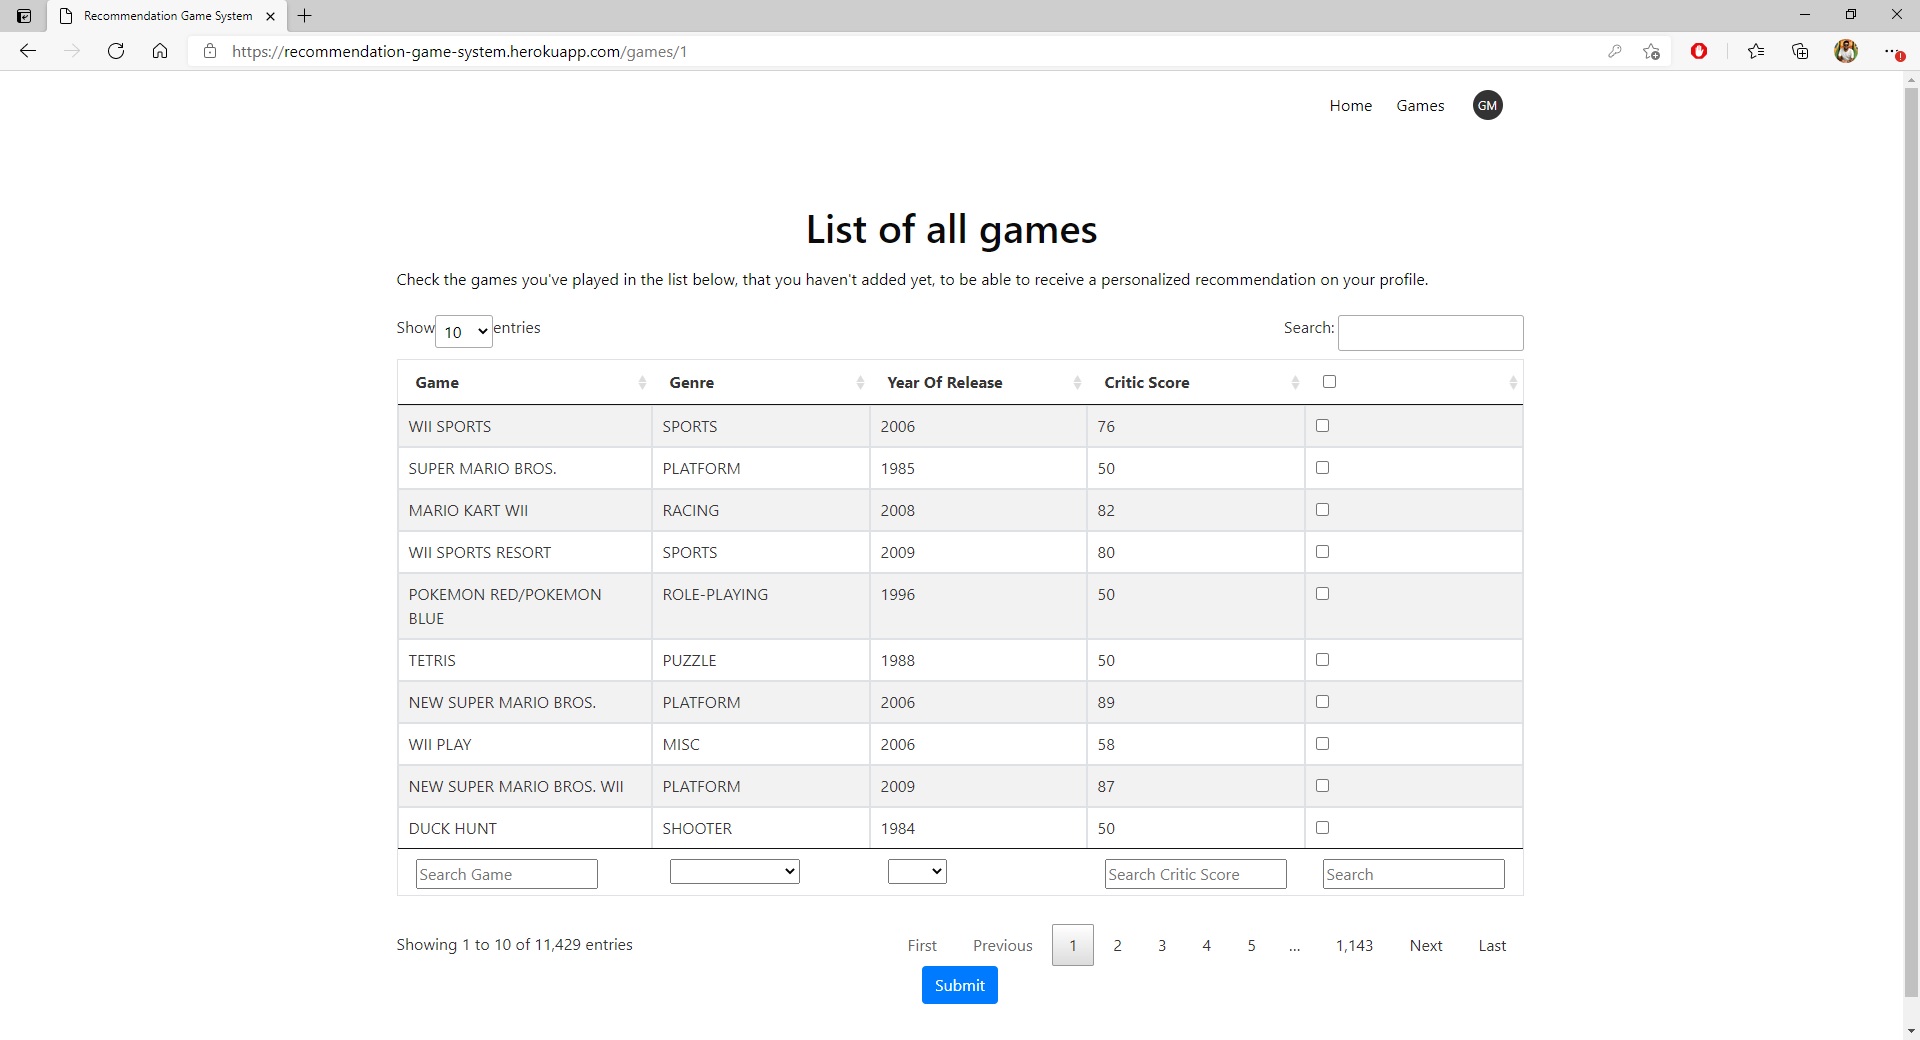 Recommendation Game System
https://recommendation-game-system.herokuapp.com/games/1
Home Games GM
List of all games
Check the games you've played in the list below, that you haven't added yet, to be able to receive a personalized recommendation on your profile.
Show 10 entries Search:
Game Genre Year Of Release Critic Score
WII SPORTS SPORTS 2006 76
SUPER MARIO BROS. PLATFORM 1985 50
MARIO KART WII RACING 2008 82
WII SPORTS RESORT SPORTS 2009 80
POKEMON RED/POKEMON ROLE-PLAYING 1996 50
BLUE
TETRIS PUZZLE 1988 50
NEW SUPER MARIO BROS. PLATFORM 2006 89
WII PLAY MISC 2006 58
NEW SUPER MARIO BROS. WII PLATFORM 2009 87
DUCK HUNT SHOOTER 1984 50
Search Game Search Critic Score Search
Showing 1 to 10 of 11,429 entries First Previous 1 2 3 4 5 ... 1,143 Next Last
Submit